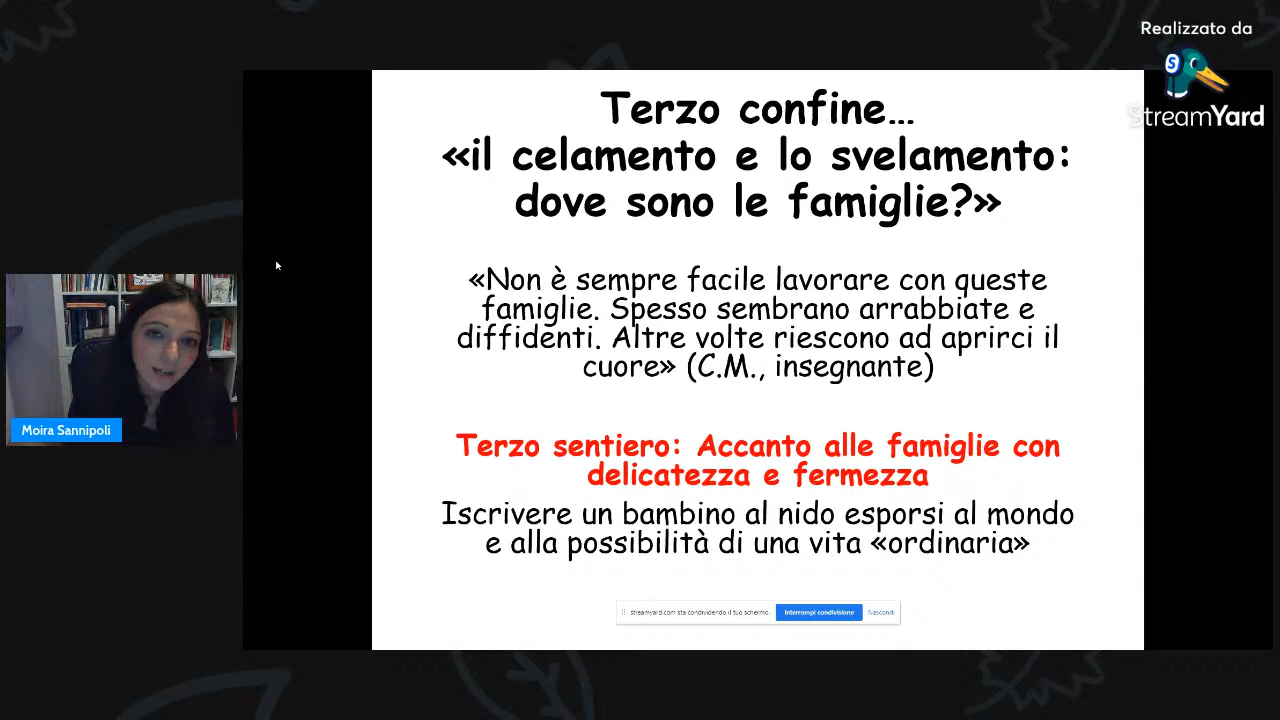 Realizzato da
StreamYard
Terzo confine...
«il celamento e lo svelamento:
dove sono le famiglie?»
«Non è sempre facile lavorare con queste
famiglie. Spesso sembrano arrabbiate e
diffidenti. Altre volte riescono ad aprirci il
cuore» (C.M., insegnante)
Terzo sentiero: Accanto alle famiglie con
delicatezza e fermezza
Iscrivere un bambino al nido esporsi al mondo
e alla possibilità di una vita «ordinaria»
Moira Sannipoli
streamyard.com sta condividendo il tuo schermo. Interrompi condivisione Nascondi